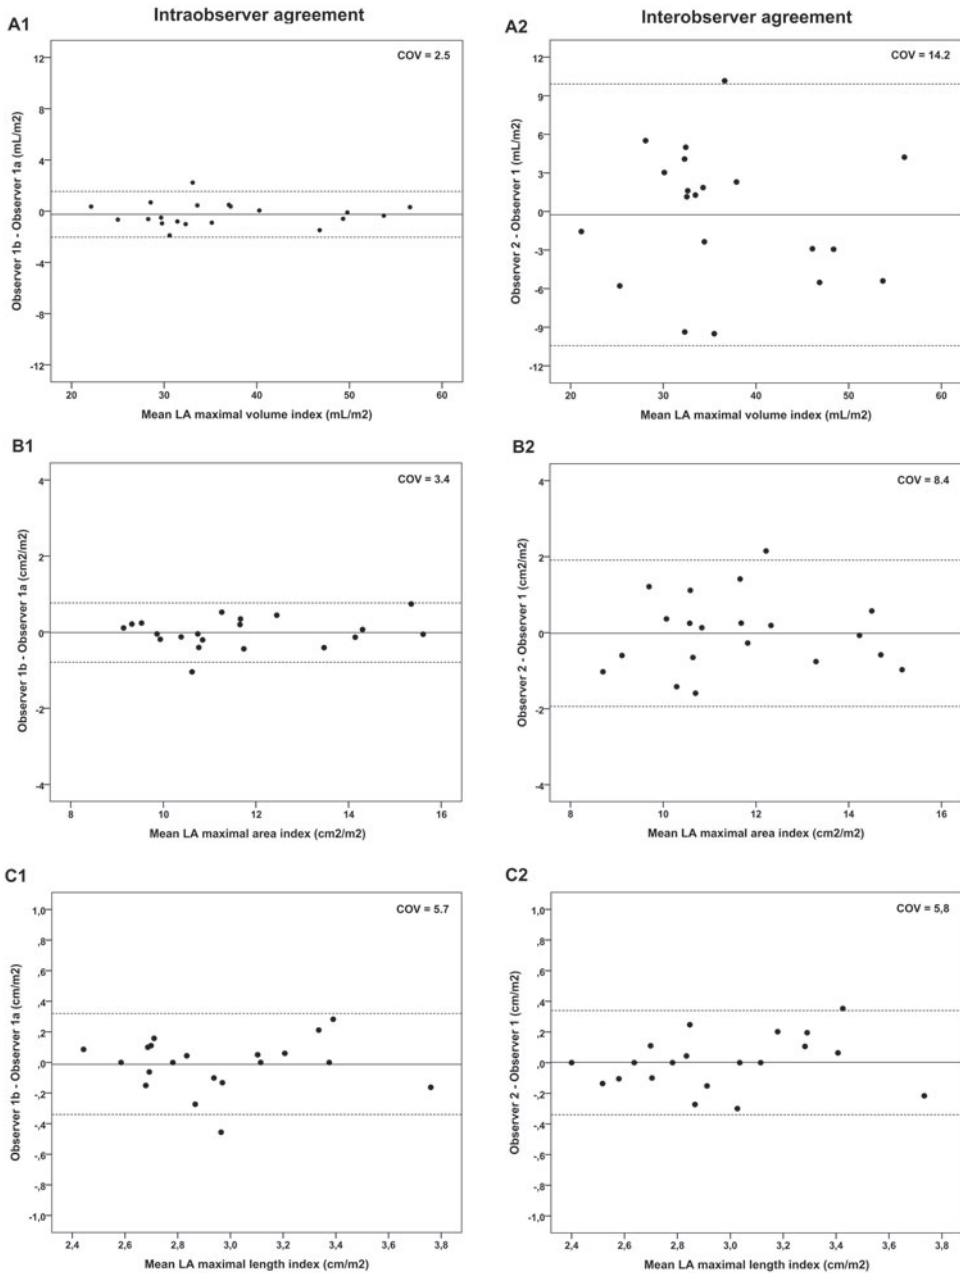 Intraobserver agreement
Interobserver agreement
A1
COV = 2.5
Observer 1b - Observer 1a (mL/m2)
12
8
4
0
-4
-8
-12
20 30 40 50 60
Mean LA maximal volume index (mL/m2)
A2
COV = 14.2
Observer 2 - Observer 1 (mL/m2)
12
9
6
3
0
-3
-6
-9
-12
20 30 40 50 60
Mean LA maximal volume index (mL/m2)
B1
COV = 3.4
Observer 1b - Observer 1a (cm2/m2)
4
2
0
-2
-4
8 10 12 14 16
Mean LA maximal area index (cm2/m2)
B2
COV = 8.4
Observer 2 - Observer 1 (cm2/m2)
4
2
0
-2
-4
8 10 12 14 16
Mean LA maximal area index (cm2/m2)
C1
COV = 5.7
Observer 1b - Observer 1a (cm/m2)
1,0
,8
,6
,4
,2
,0
-,2
-,4
-,6
-,8
-1,0
2,4 2,6 2,8 3,0 3,2 3,4 3,6 3,8
Mean LA maximal length index (cm/m2)
C2
COV = 5,8
Observer 2 - Observer 1 (cm/m2)
1,0
,8
,6
,4
,2
,0
-,2
-,4
-,6
-,8
-1,0
2,4 2,6 2,8 3,0 3,2 3,4 3,6 3,8
Mean LA maximal length index (cm/m2)